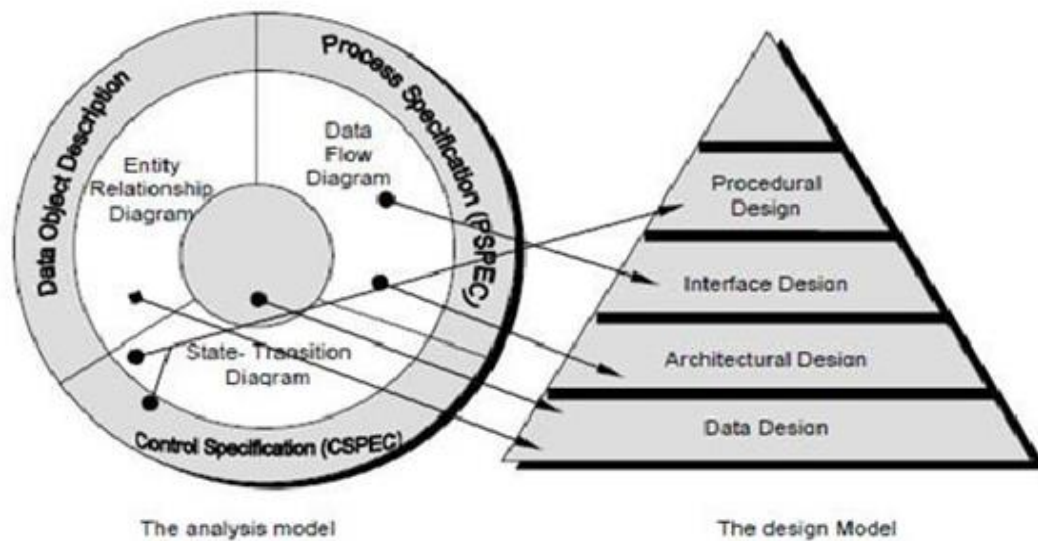 Data Object Description
Process Specification (PSPEC)
Entity
Relationship
Diagram
Data
Flow
Diagram
State- Transition
Diagram
Control Specification (CSPEC)
The analysis model
Procedural
Design
Interface Design
Architectural Design
Data Design
The design Model